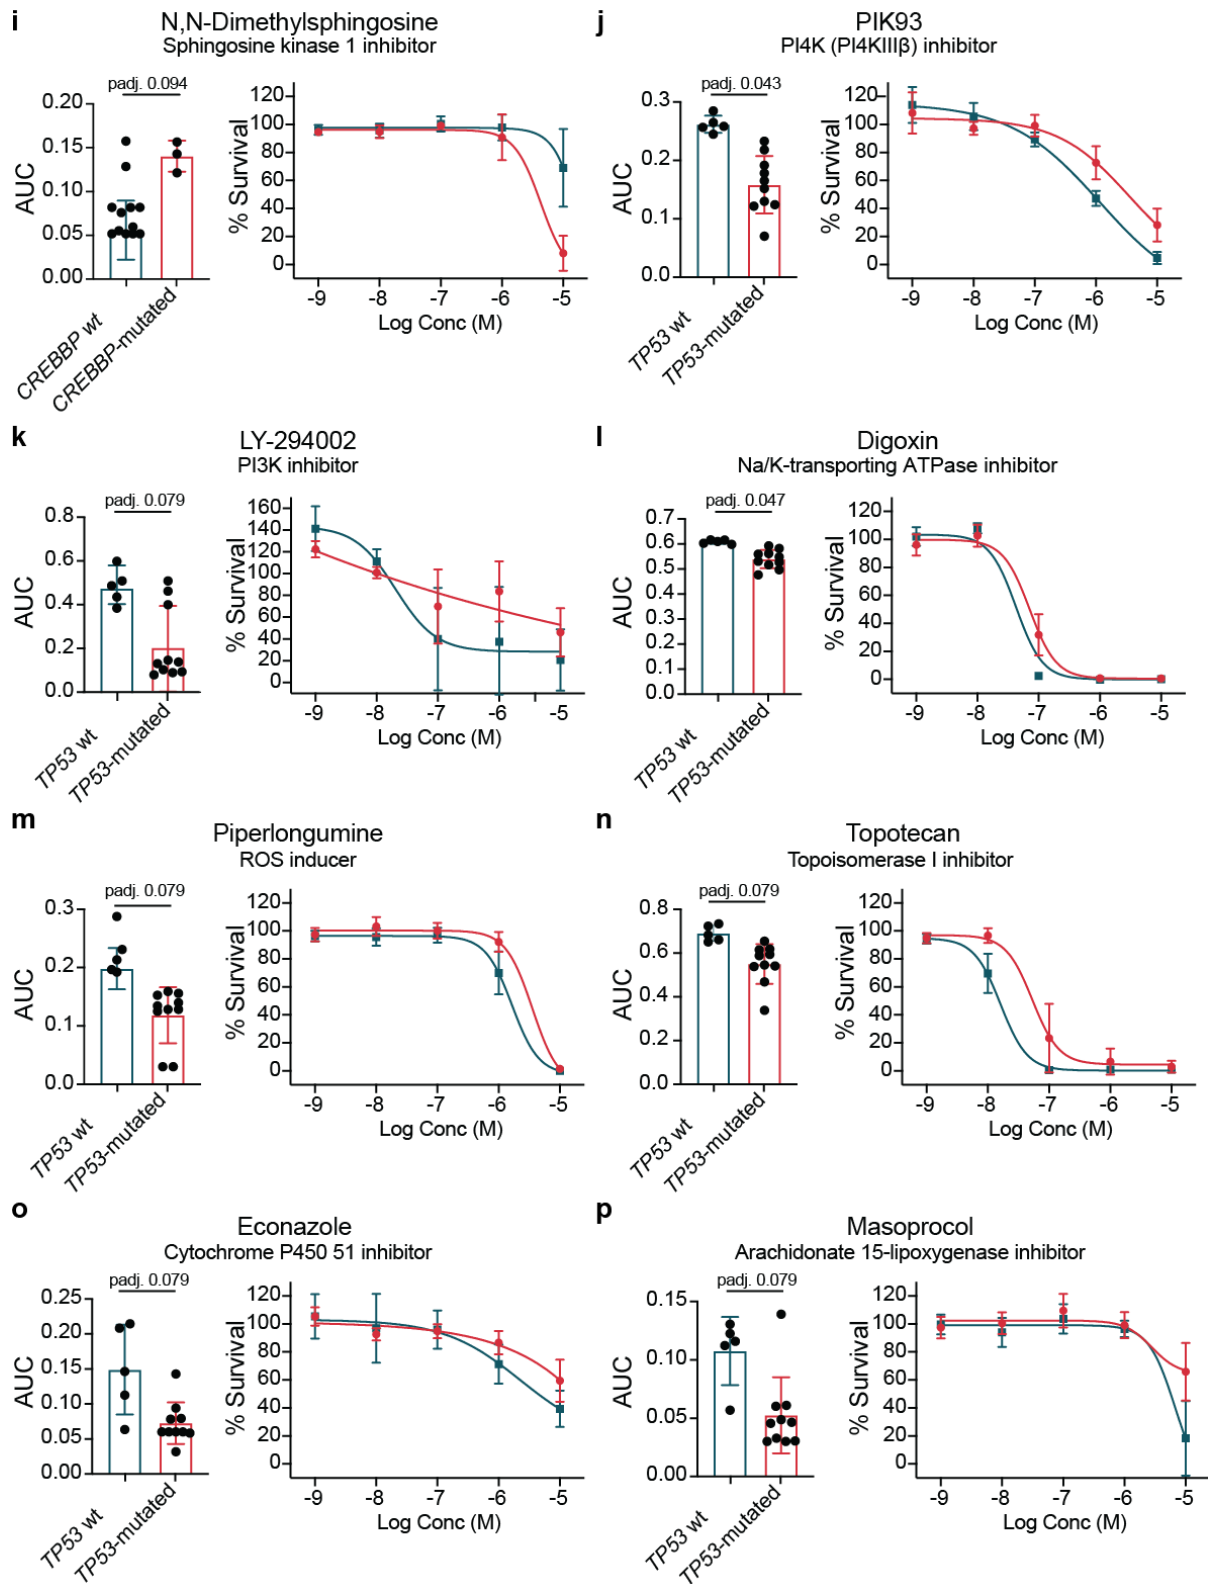 i
N,N-Dimethylsphingosine
Sphingosine kinase 1 inhibitor
padj. 0.094
0.20
0.15
0.10
0.05
0.00
AUC
CREBBP wt
CREBBP-mutated
120
100
80
60
40
20
0
% Survival
-9 -8 -7 -6 -5
Log Conc (M)
j
PIK93
PI4K (PI4KIIIβ) inhibitor
padj. 0.043
0.3
0.2
0.1
0.0
AUC
TP53 wt
TP53-mutated
120
100
80
60
40
20
0
% Survival
-9 -8 -7 -6 -5
Log Conc (M)
k
LY-294002
PI3K inhibitor
padj. 0.079
0.8
0.6
0.4
0.2
0.0
AUC
TP53 wt
TP53-mutated
160
140
120
100
80
60
40
20
0
% Survival
-9 -8 -7 -6 -5
Log Conc (M)
l
Digoxin
Na/K-transporting ATPase inhibitor
padj. 0.047
0.7
0.6
0.5
0.4
0.3
0.2
0.1
0.0
AUC
TP53 wt
TP53-mutated
120
100
80
60
40
20
0
% Survival
-9 -8 -7 -6 -5
Log Conc (M)
m
Piperlongumine
ROS inducer
padj. 0.079
0.3
0.2
0.1
0.0
AUC
TP53 wt
TP53-mutated
120
100
80
60
40
20
0
% Survival
-9 -8 -7 -6 -5
Log Conc (M)
n
Topotecan
Topoisomerase I inhibitor
padj. 0.079
0.8
0.6
0.4
0.2
0.0
AUC
TP53 wt
TP53-mutated
120
100
80
60
40
20
0
% Survival
-9 -8 -7 -6 -5
Log Conc (M)
o
Econazole
Cytochrome P450 51 inhibitor
padj. 0.079
0.25
0.20
0.15
0.10
0.05
0.00
AUC
TP53 wt
TP53-mutated
120
100
80
60
40
20
0
% Survival
-9 -8 -7 -6 -5
Log Conc (M)
p
Masoprocol
Arachidonate 15-lipoxygenase inhibitor
padj. 0.079
0.15
0.10
0.05
0.00
AUC
TP53 wt
TP53-mutated
120
100
80
60
40
20
0
% Survival
-9 -8 -7 -6 -5
Log Conc (M)